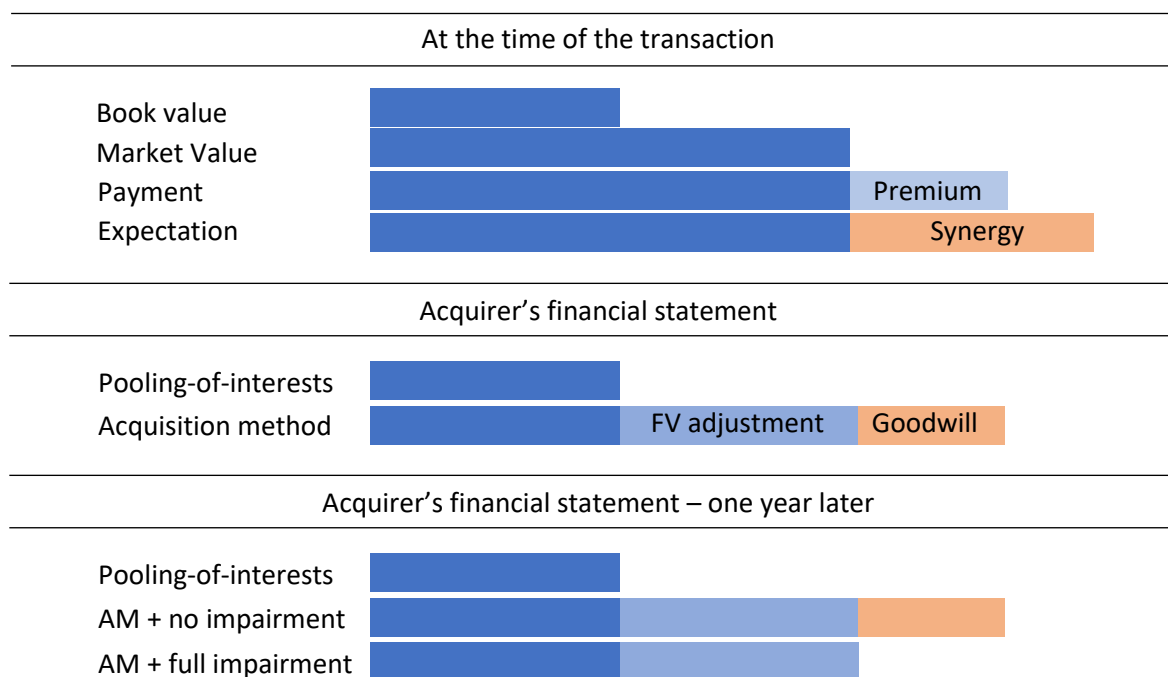 At the time of the transaction
Book value
Market Value
Payment Premium
Expectation Synergy
Acquirer’s financial statement
Pooling-of-interests
Acquisition method FV adjustment Goodwill
Acquirer’s financial statement – one year later
Pooling-of-interests
AM + no impairment
AM + full impairment